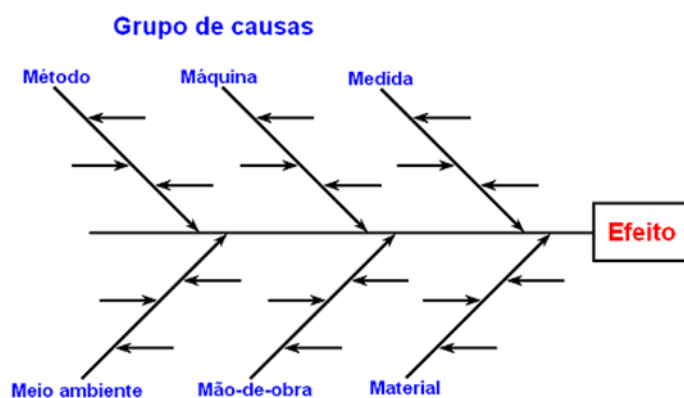 Grupo de causas
Método
Máquina
Medida
Efeito
Meio ambiente
Mão-de-obra
Material